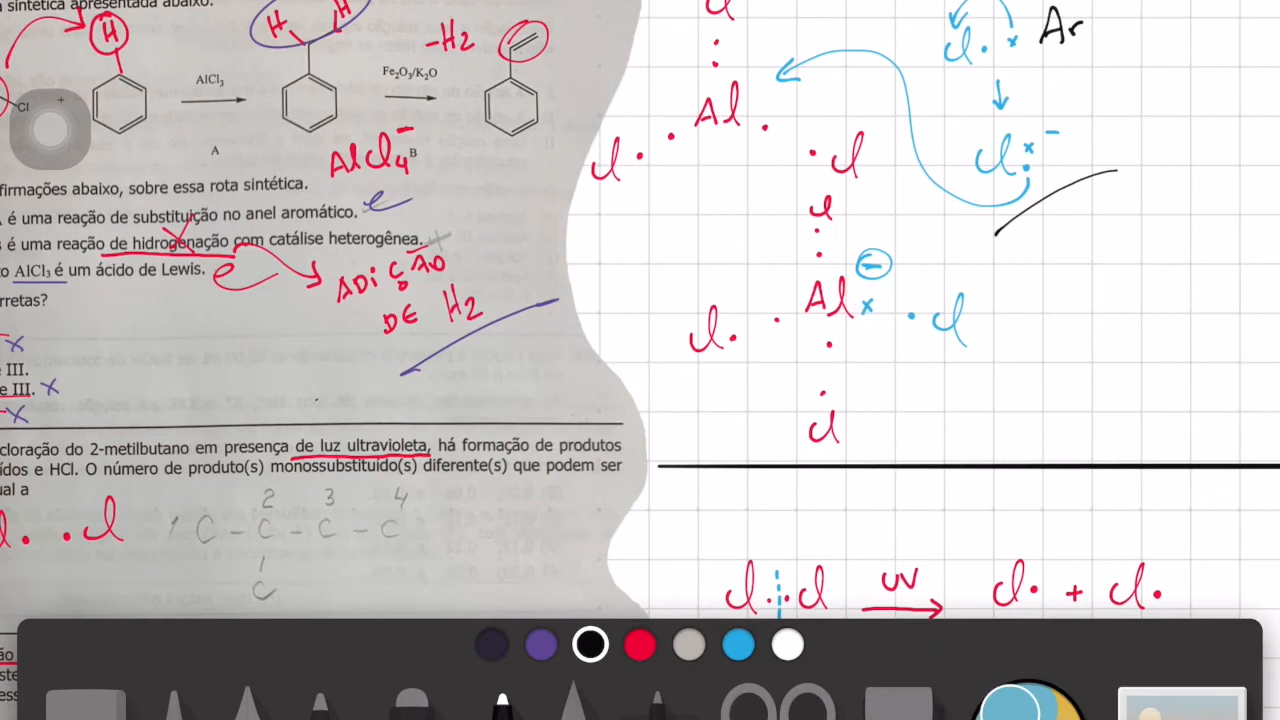 sintética apresentada abaixo.
H
Cl
+
AlCl₃
A
H H
-H₂
Fe₂O₃/K₂O
B
AlCl₄⁻
firmações abaixo, sobre essa rota sintética.
é uma reação de substituição no anel aromático. e
é uma reação de hidrogenação com catálise heterogênea.
AlCl₃ é um ácido de Lewis. e
ADIÇÃO
DE H₂
rretas?
x
e III.
e III. x
x
cloração do 2-metilbutano em presença de luz ultravioleta, há formação de produtos
ídos e HCl. O número de produto(s) monossubstituído(s) diferente(s) que podem ser
ual a
2 3 4
l · · Cl 1 C - C - C - C
C
ão
Cl
Al
Cl
Cl
Cl · x Ar
Cl x −
Cl
Al x · Cl −
Cl
Cl
Cl · · Cl UV Cl · + Cl ·